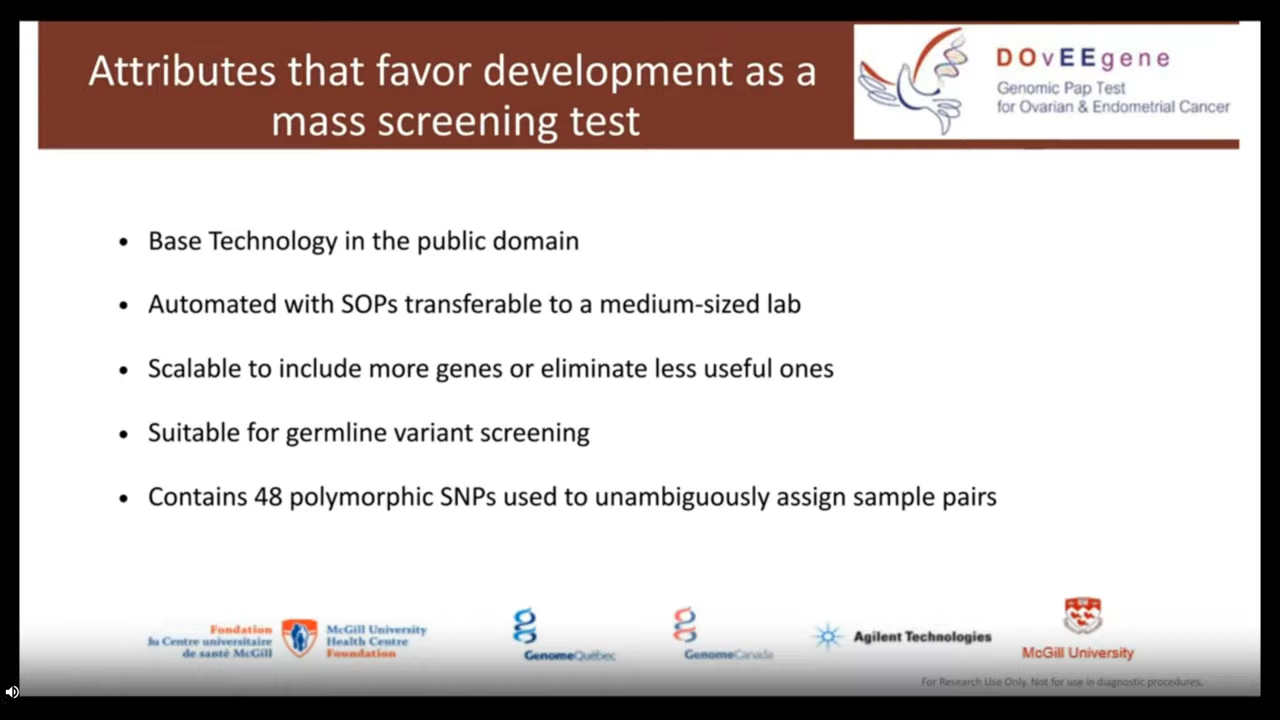 Attributes that favor development as a
mass screening test
DOvEEgene
Genomic Pap Test
for Ovarian & Endometrial Cancer
• Base Technology in the public domain
• Automated with SOPs transferable to a medium-sized lab
• Scalable to include more genes or eliminate less useful ones
• Suitable for germline variant screening
• Contains 48 polymorphic SNPs used to unambiguously assign sample pairs
Fondation
du Centre universitaire
de santé McGill
McGill University
Health Centre
Foundation
GenomeQuébec
GenomeCanada
Agilent Technologies
McGill University
For Research Use Only. Not for use in diagnostic procedures.